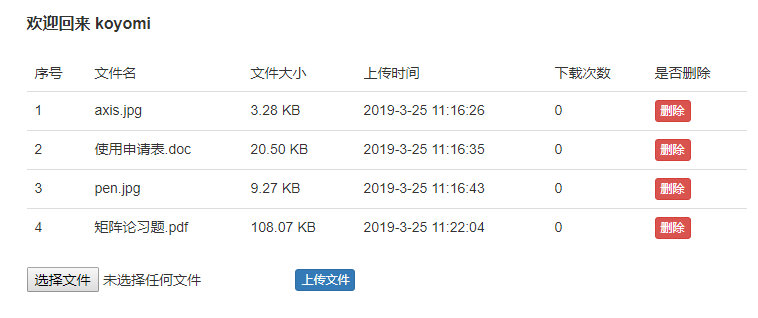 欢迎回来 koyomi
序号 文件名 文件大小 上传时间 下载次数 是否删除
1 axis.jpg 3.28 KB 2019-3-25 11:16:26 0 删除
2 使用申请表.doc 20.50 KB 2019-3-25 11:16:35 0 删除
3 pen.jpg 9.27 KB 2019-3-25 11:16:43 0 删除
4 矩阵论习题.pdf 108.07 KB 2019-3-25 11:22:04 0 删除
选择文件 未选择任何文件 上传文件